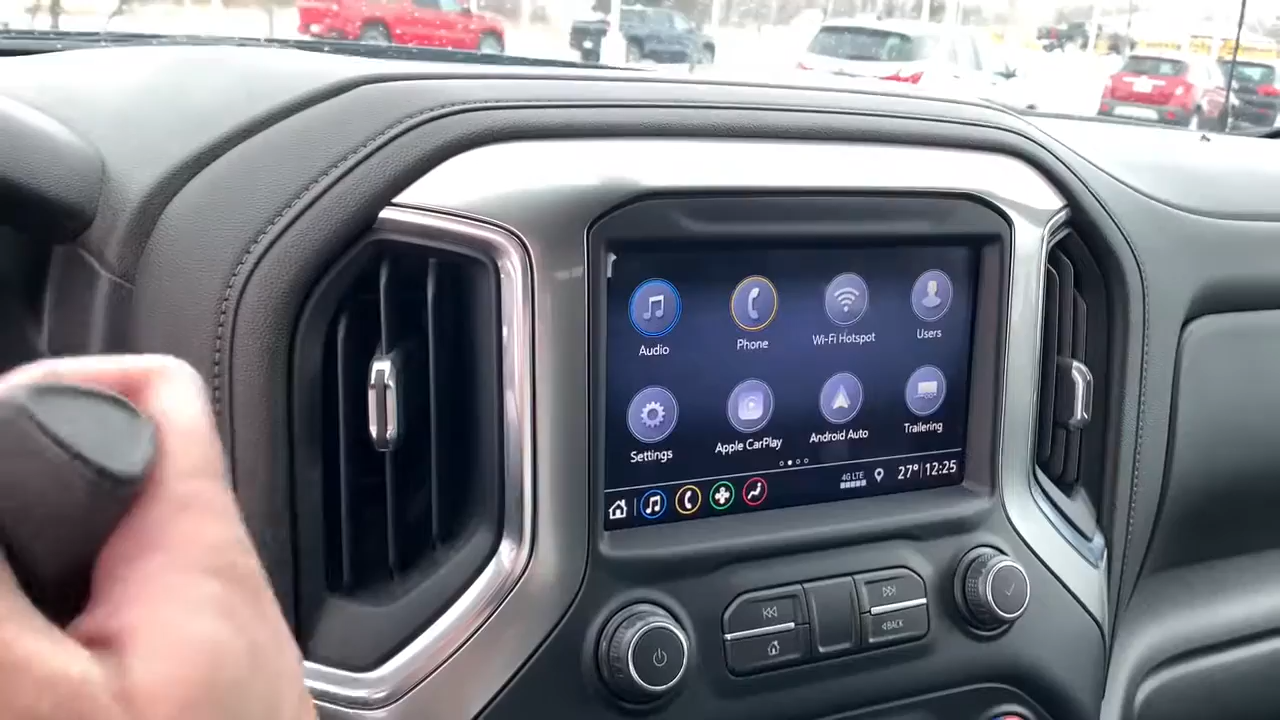 Audio
Phone
Wi-Fi Hotspot
Users
Settings
Apple CarPlay
Android Auto
Trailering
4G LTE
27°
12:25
BACK